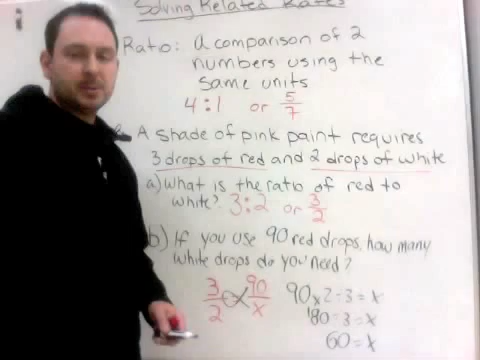 Solving Related Rates
Ratio: A comparison of 2
numbers using the
same units
4:1 or 5/7
A shade of pink paint requires
3 drops of red and 2 drops of white
a) What is the ratio of red to
white? 3:2 or 3/2
b) If you use 90 red drops, how many
white drops do you need?
3/2 90/x 90 x 2 ÷ 3 = x
180 ÷ 3 = x
60 = x